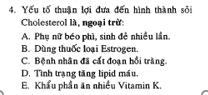 4. Yếu tố thuận lợi đưa đến hình thành sỏi
Cholesterol là, ngoại trừ:
A. Phụ nữ béo phì, sinh đẻ nhiều lần.
B. Dùng thuốc loại Estrogen.
C. Bệnh nhân đã cắt đoạn hồi tràng.
D. Tình trạng tăng lipid máu.
E. Khẩu phần ăn nhiều Vitamin K.